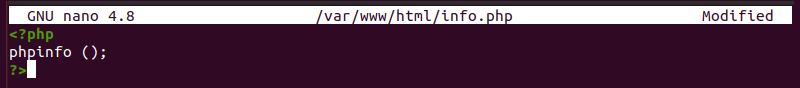 GNU nano 4.8 /var/www/html/info.php Modified
<?php
phpinfo ();
?>